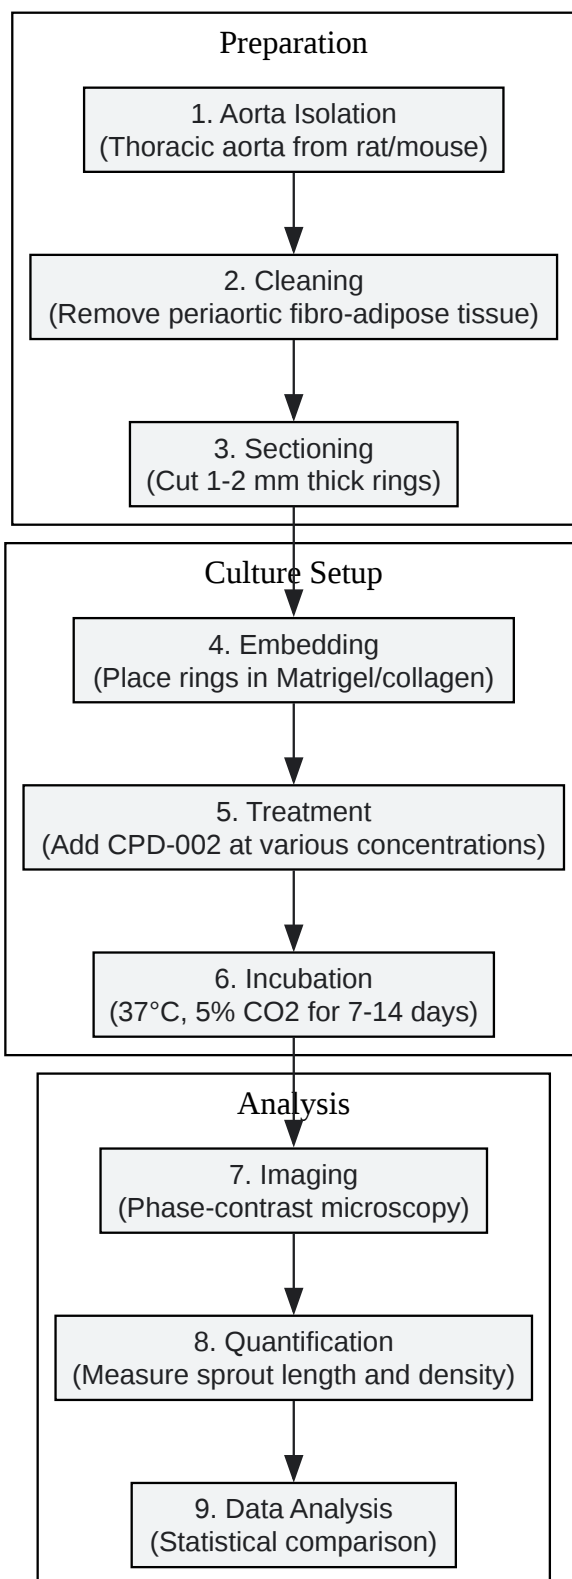 Preparation
1. Aorta Isolation
(Thoracic aorta from rat/mouse)
2. Cleaning
(Remove periaortic fibro-adipose tissue)
3. Sectioning
(Cut 1-2 mm thick rings)
Culture Setup
4. Embedding
(Place rings in Matrigel/collagen)
5. Treatment
(Add CPD-002 at various concentrations)
6. Incubation
(37°C, 5% CO2 for 7-14 days)
Analysis
7. Imaging
(Phase-contrast microscopy)
8. Quantification
(Measure sprout length and density)
9. Data Analysis
(Statistical comparison)